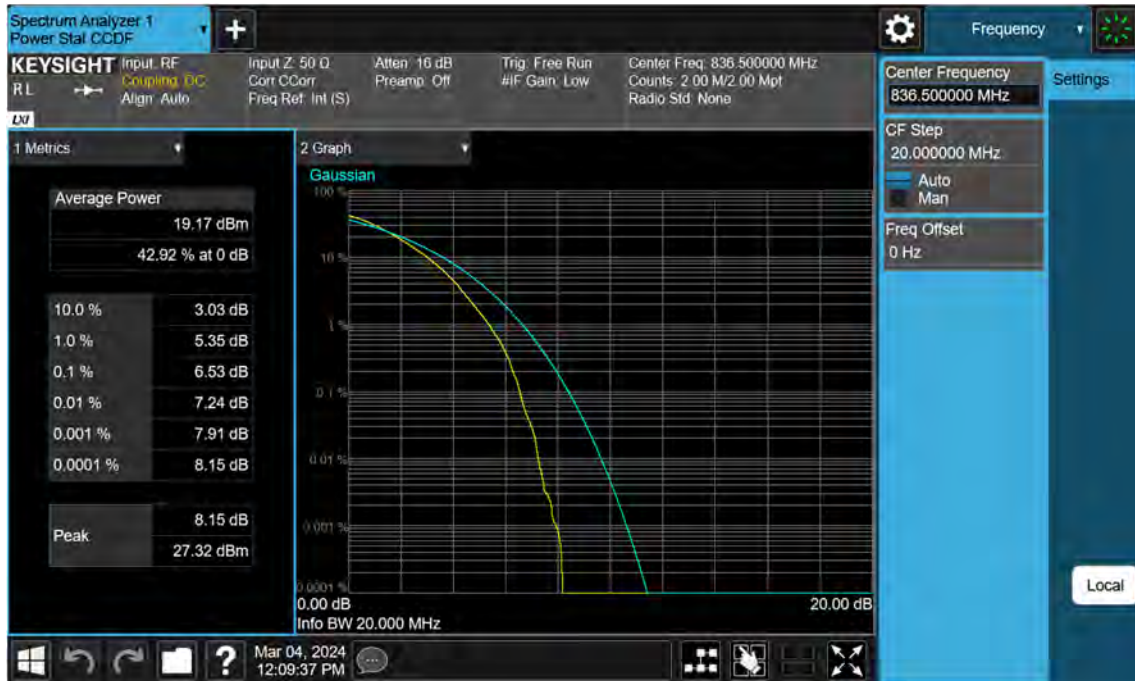 Spectrum Analyzer 1
Power Stat CCDF
Frequency
KEYSIGHT
R L
LXI
Input: RF
Coupling: DC
Align: Auto
Input Z: 50 Ω
Corr CCorr
Freq Ref: Int (S)
Atten: 16 dB
Preamp: Off
Trig: Free Run
#IF Gain: Low
Center Freq: 836.500000 MHz
Counts: 2.00 M/2.00 Mpt
Radio Std: None
Center Frequency
836.500000 MHz
Settings
CF Step
20.000000 MHz
Auto
Man
Freq Offset
0 Hz
Local
1 Metrics
Average Power
19.17 dBm
42.92 % at 0 dB
10.0 % 3.03 dB
1.0 % 5.35 dB
0.1 % 6.53 dB
0.01 % 7.24 dB
0.001 % 7.91 dB
0.0001 % 8.15 dB
Peak
8.15 dB
27.32 dBm
2 Graph
Gaussian
100 %
10 %
1 %
0.1 %
0.01 %
0.001 %
0.0001 %
0.00 dB 20.00 dB
Info BW 20.000 MHz
?
Mar 04, 2024
12:09:37 PM